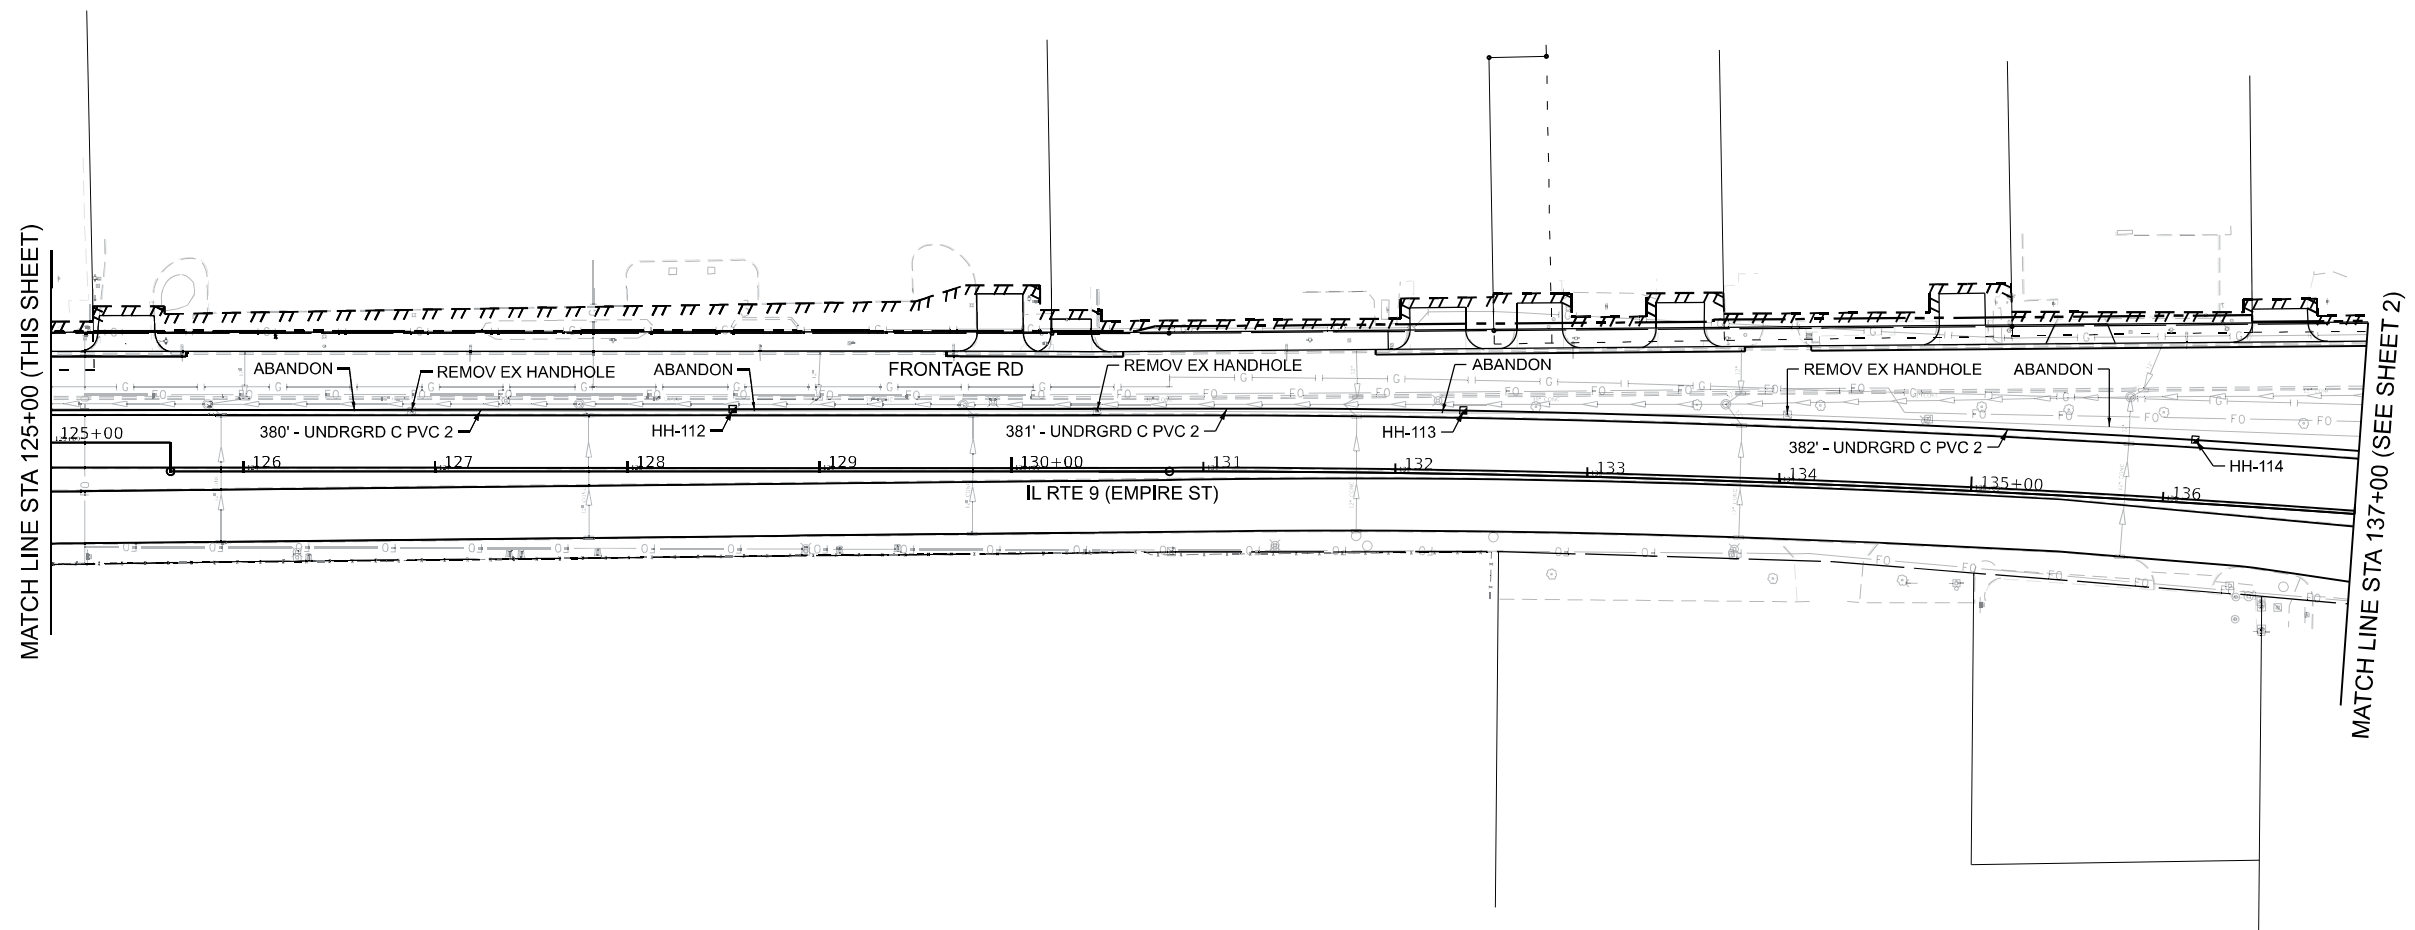 MATCH LINE STA 125+00 (THIS SHEET)
ABANDON
REMOV EX HANDHOLE
ABANDON
FRONTAGE RD
REMOV EX HANDHOLE
ABANDON
REMOV EX HANDHOLE
ABANDON
380' - UNDRGRD C PVC 2
HH-112
381' - UNDRGRD C PVC 2
HH-113
382' - UNDRGRD C PVC 2
HH-114
125+00
126
127
128
129
130+00
131
132
133
134
135+00
136
IL RTE 9 (EMPIRE ST)
MATCH LINE STA 137+00 (SEE SHEET 2)